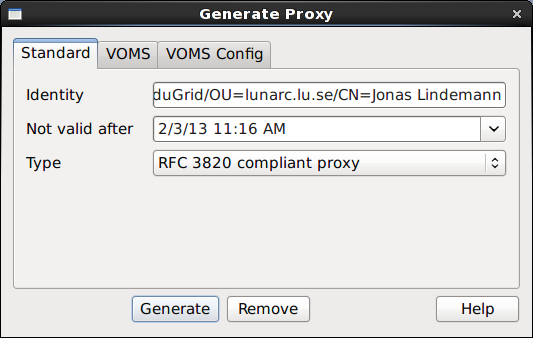 Generate Proxy
Standard VOMS VOMS Config
Identity duGrid/OU=lunarc.lu.se/CN=Jonas Lindemann
Not valid after 2/3/13 11:16 AM
Type RFC 3820 compliant proxy
Generate Remove Help